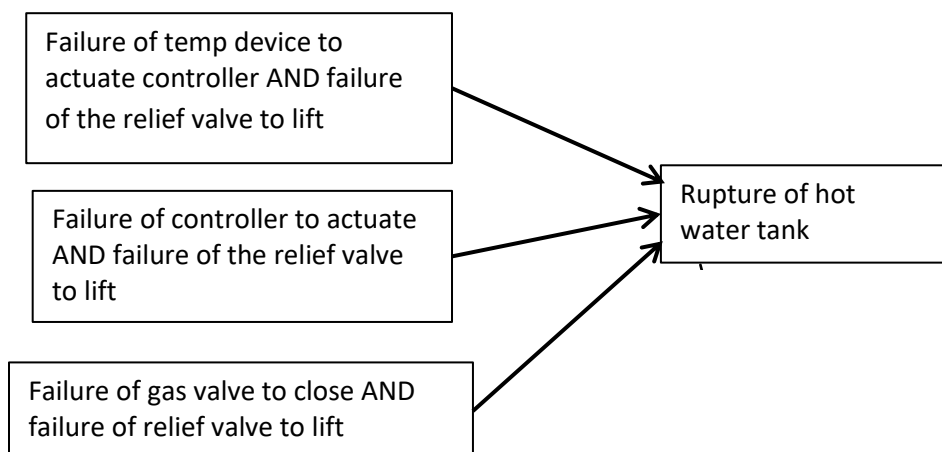 Failure of temp device to
actuate controller AND failure
of the relief valve to lift
Rupture of hot
water tank
Failure of controller to actuate
AND failure of the relief valve
to lift
Failure of gas valve to close AND
failure of relief valve to lift